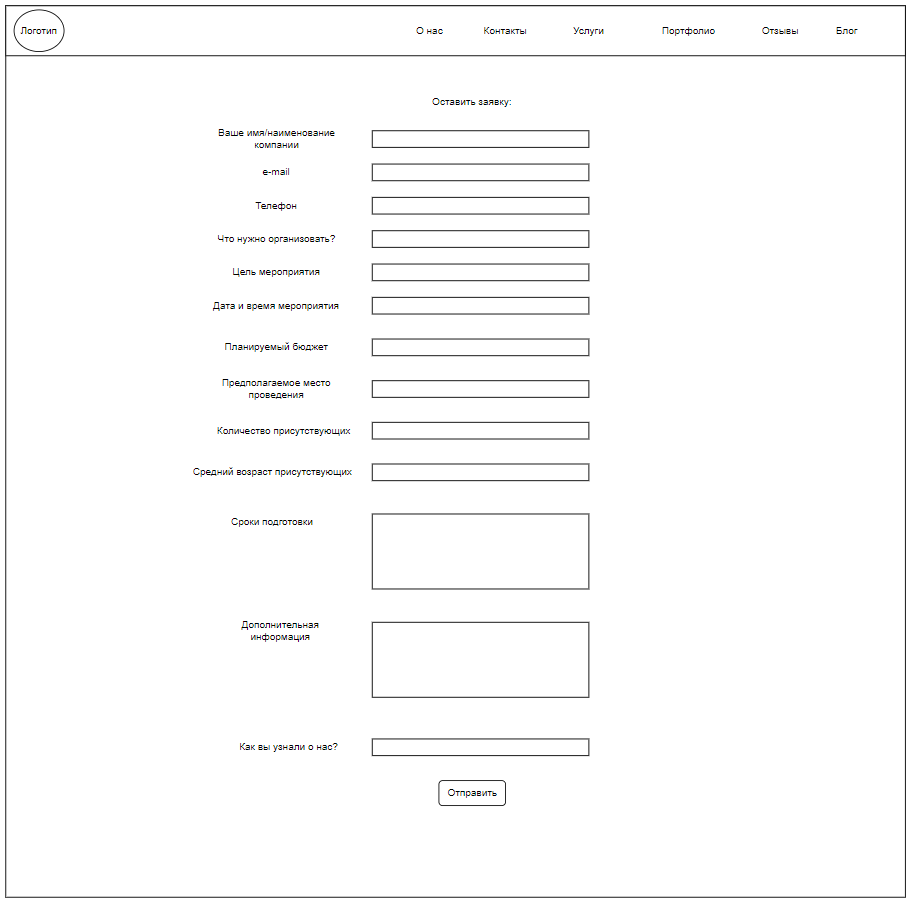 Логотип
О нас
Контакты
Услуги
Портфолио
Отзывы
Блог
Оставить заявку:
Ваше имя/наименование
компании
e-mail
Телефон
Что нужно организовать?
Цель мероприятия
Дата и время мероприятия
Планируемый бюджет
Предполагаемое место
проведения
Количество присутствующих
Средний возраст присутствующих
Сроки подготовки
Дополнительная
информация
Как вы узнали о нас?
Отправить